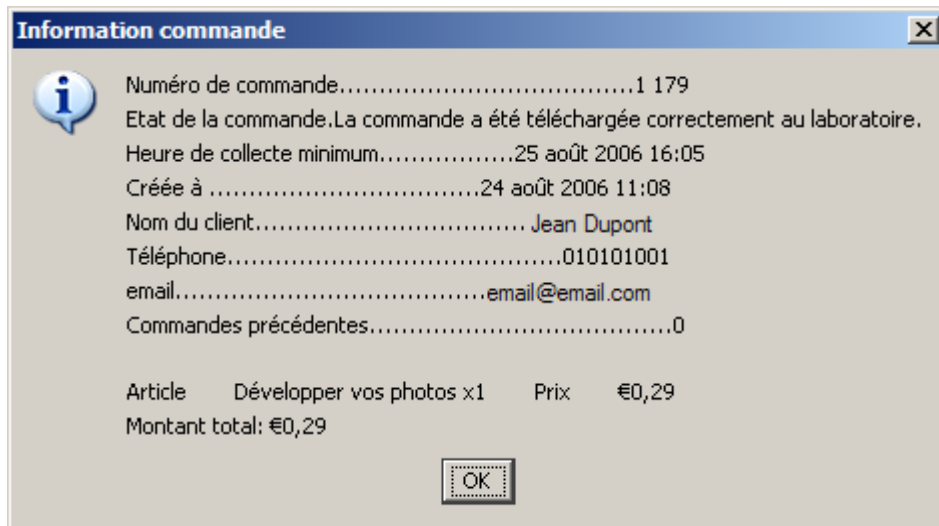 Information commande
Numéro de commande.....................................1 179
Etat de la commande.La commande a été téléchargée correctement au laboratoire.
Heure de collecte minimum.................25 août 2006 16:05
Créée à ..................................24 août 2006 11:08
Nom du client.................................. Jean Dupont
Téléphone..........................................010101001
email.......................................email@email.com
Commandes précédentes......................................0
Article Développer vos photos x1 Prix €0,29
Montant total: €0,29
OK